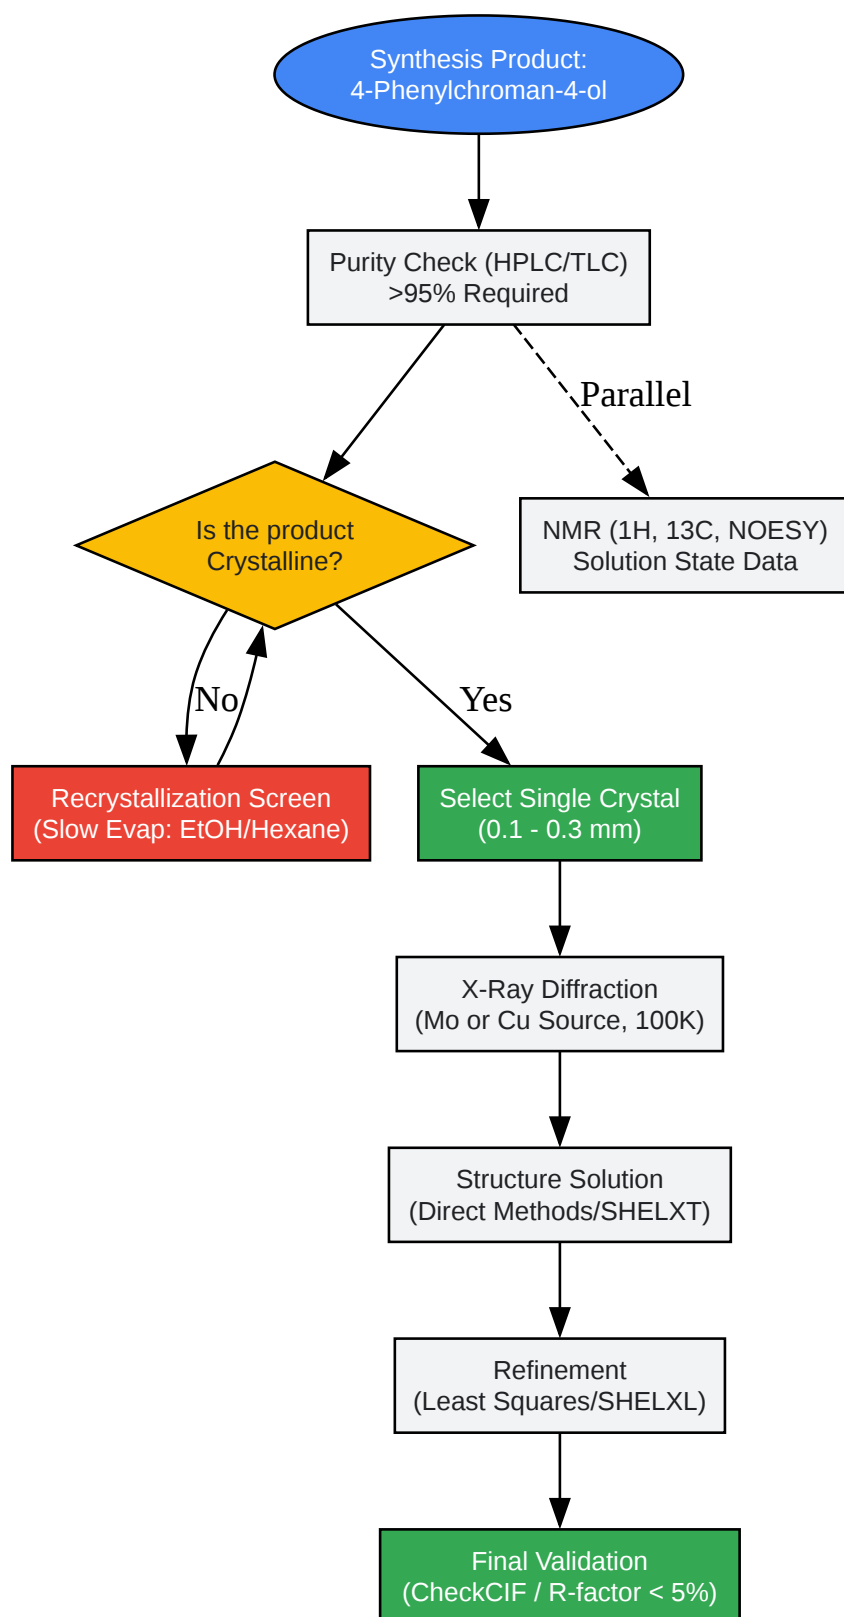 Synthesis Product:
4-Phenylchroman-4-ol
Purity Check (HPLC/TLC)
>95% Required
Parallel
Is the product
Crystalline?
NMR (1H, 13C, NOESY)
Solution State Data
No
Yes
Recrystallization Screen
(Slow Evap: EtOH/Hexane)
Select Single Crystal
(0.1 - 0.3 mm)
X-Ray Diffraction
(Mo or Cu Source, 100K)
Structure Solution
(Direct Methods/SHELXT)
Refinement
(Least Squares/SHELXL)
Final Validation
(CheckCIF / R-factor < 5%)